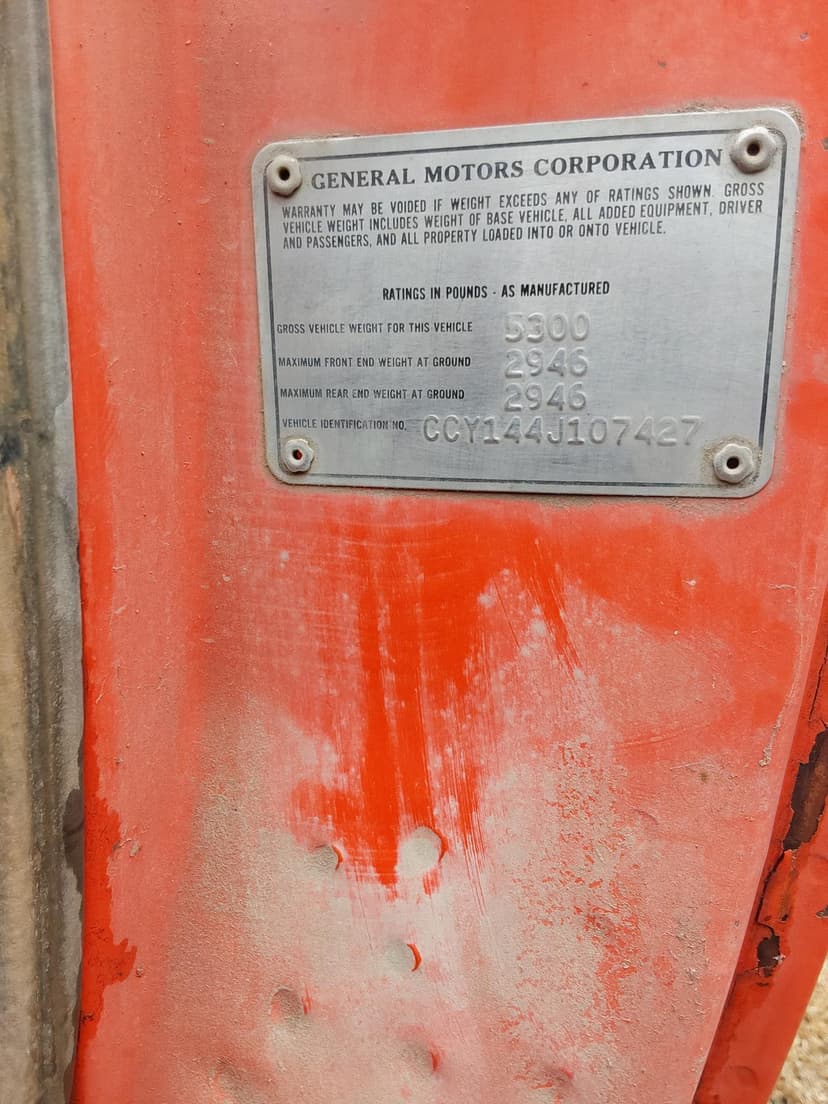 GENERAL MOTORS CORPORATION
WARRANTY MAY BE VOIDED IF WEIGHT EXCEEDS ANY OF RATINGS SHOWN. GROSS
VEHICLE WEIGHT INCLUDES WEIGHT OF BASE VEHICLE, ALL ADDED EQUIPMENT, DRIVER
AND PASSENGERS, AND ALL PROPERTY LOADED INTO OR ONTO VEHICLE.
RATINGS IN POUNDS - AS MANUFACTURED
GROSS VEHICLE WEIGHT FOR THIS VEHICLE 5300
MAXIMUM FRONT END WEIGHT AT GROUND 2946
MAXIMUM REAR END WEIGHT AT GROUND 2946
VEHICLE IDENTIFICATION NO. CCY144J107427